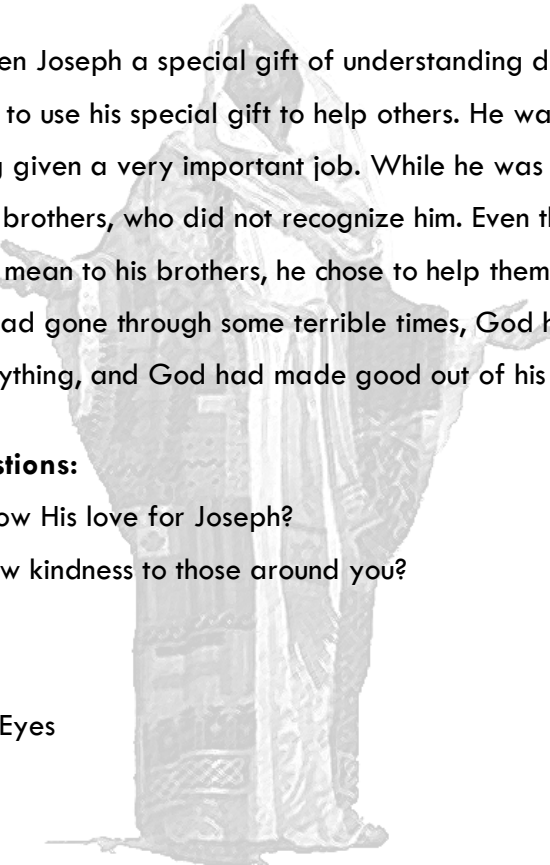 en Joseph a special gift of understanding d
to use his special gift to help others. He wa
given a very important job. While he was
brothers, who did not recognize him. Even th
mean to his brothers, he chose to help them
ad gone through some terrible times, God h
ything, and God had made good out of his
stions:
ow His love for Joseph?
w kindness to those around you?
Eyes